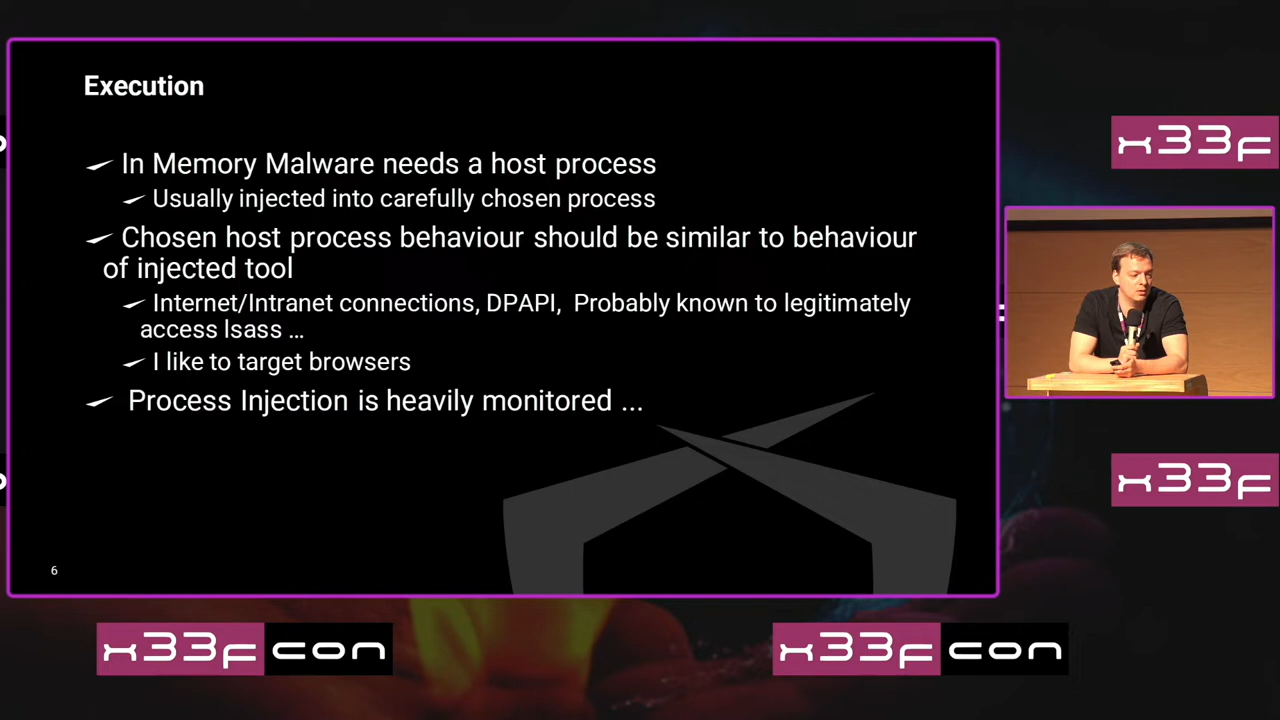 Execution
In Memory Malware needs a host process
Usually injected into carefully chosen process
Chosen host process behaviour should be similar to behaviour
of injected tool
Internet/Intranet connections, DPAPI, Probably known to legitimately
access lsass ...
I like to target browsers
Process Injection is heavily monitored ...
6
x33f
x33f
x33fcon
x33fcon